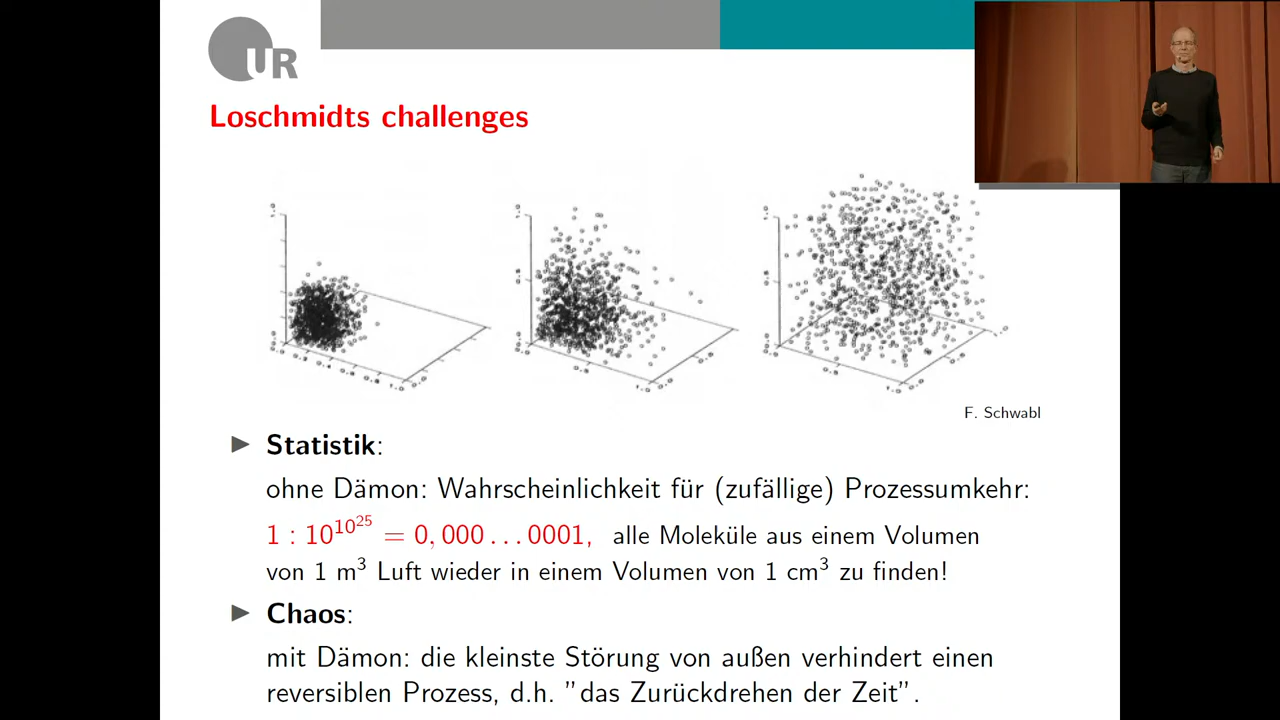 UR
Loschmidts challenges
F. Schwabl
Statistik:
ohne Dämon: Wahrscheinlichkeit für (zufällige) Prozessumkehr:
1 : 10^10^25 = 0, 000 . . . 0001, alle Moleküle aus einem Volumen
von 1 m³ Luft wieder in einem Volumen von 1 cm³ zu finden!
Chaos:
mit Dämon: die kleinste Störung von außen verhindert einen
reversiblen Prozess, d.h. ”das Zurückdrehen der Zeit”.